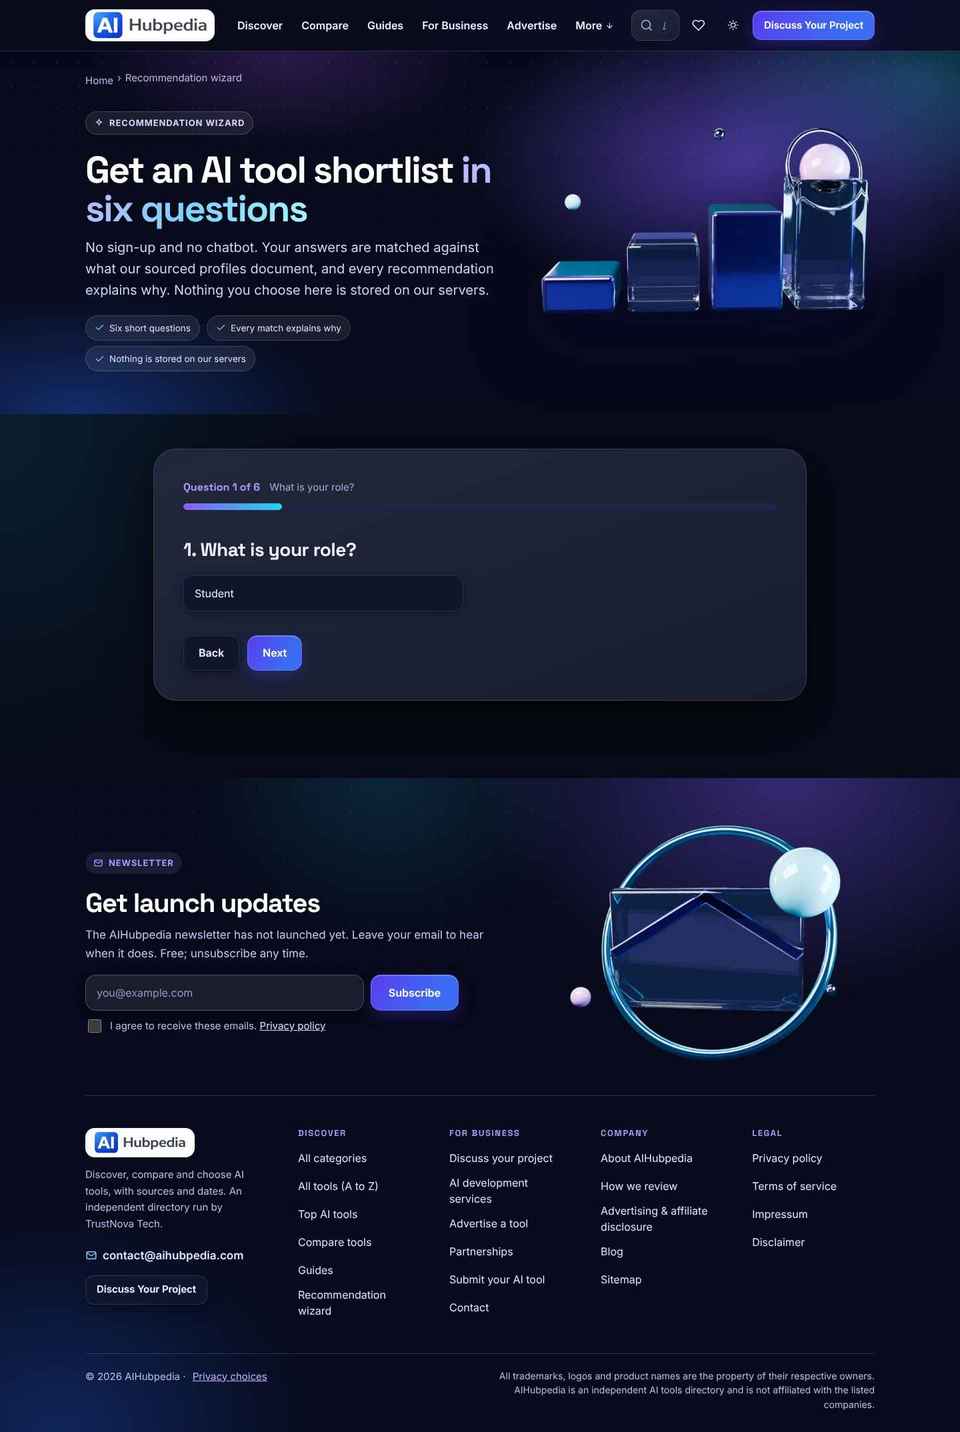 AI Hubpedia
Discover
Compare
Guides
For Business
Advertise
More
/
Discuss Your Project
Home › Recommendation wizard
RECOMMENDATION WIZARD
Get an AI tool shortlist in
six questions
No sign-up and no chatbot. Your answers are matched against
what our sourced profiles document, and every recommendation
explains why. Nothing you choose here is stored on our servers.
Six short questions
Every match explains why
Nothing is stored on our servers
Question 1 of 6 What is your role?
1. What is your role?
Student
Back
Next
NEWSLETTER
Get launch updates
The AIHubpedia newsletter has not launched yet. Leave your email to hear
when it does. Free; unsubscribe any time.
you@example.com
Subscribe
I agree to receive these emails. Privacy policy
AI Hubpedia
Discover, compare and choose AI
tools, with sources and dates. An
independent directory run by
TrustNova Tech.
contact@aihubpedia.com
Discuss Your Project
DISCOVER
All categories
All tools (A to Z)
Top AI tools
Compare tools
Guides
Recommendation
wizard
FOR BUSINESS
Discuss your project
AI development
services
Advertise a tool
Partnerships
Submit your AI tool
Contact
COMPANY
About AIHubpedia
How we review
Advertising & affiliate
disclosure
Blog
Sitemap
LEGAL
Privacy policy
Terms of service
Impressum
Disclaimer
© 2026 AIHubpedia · Privacy choices
All trademarks, logos and product names are the property of their respective owners.
AIHubpedia is an independent AI tools directory and is not affiliated with the listed
companies.